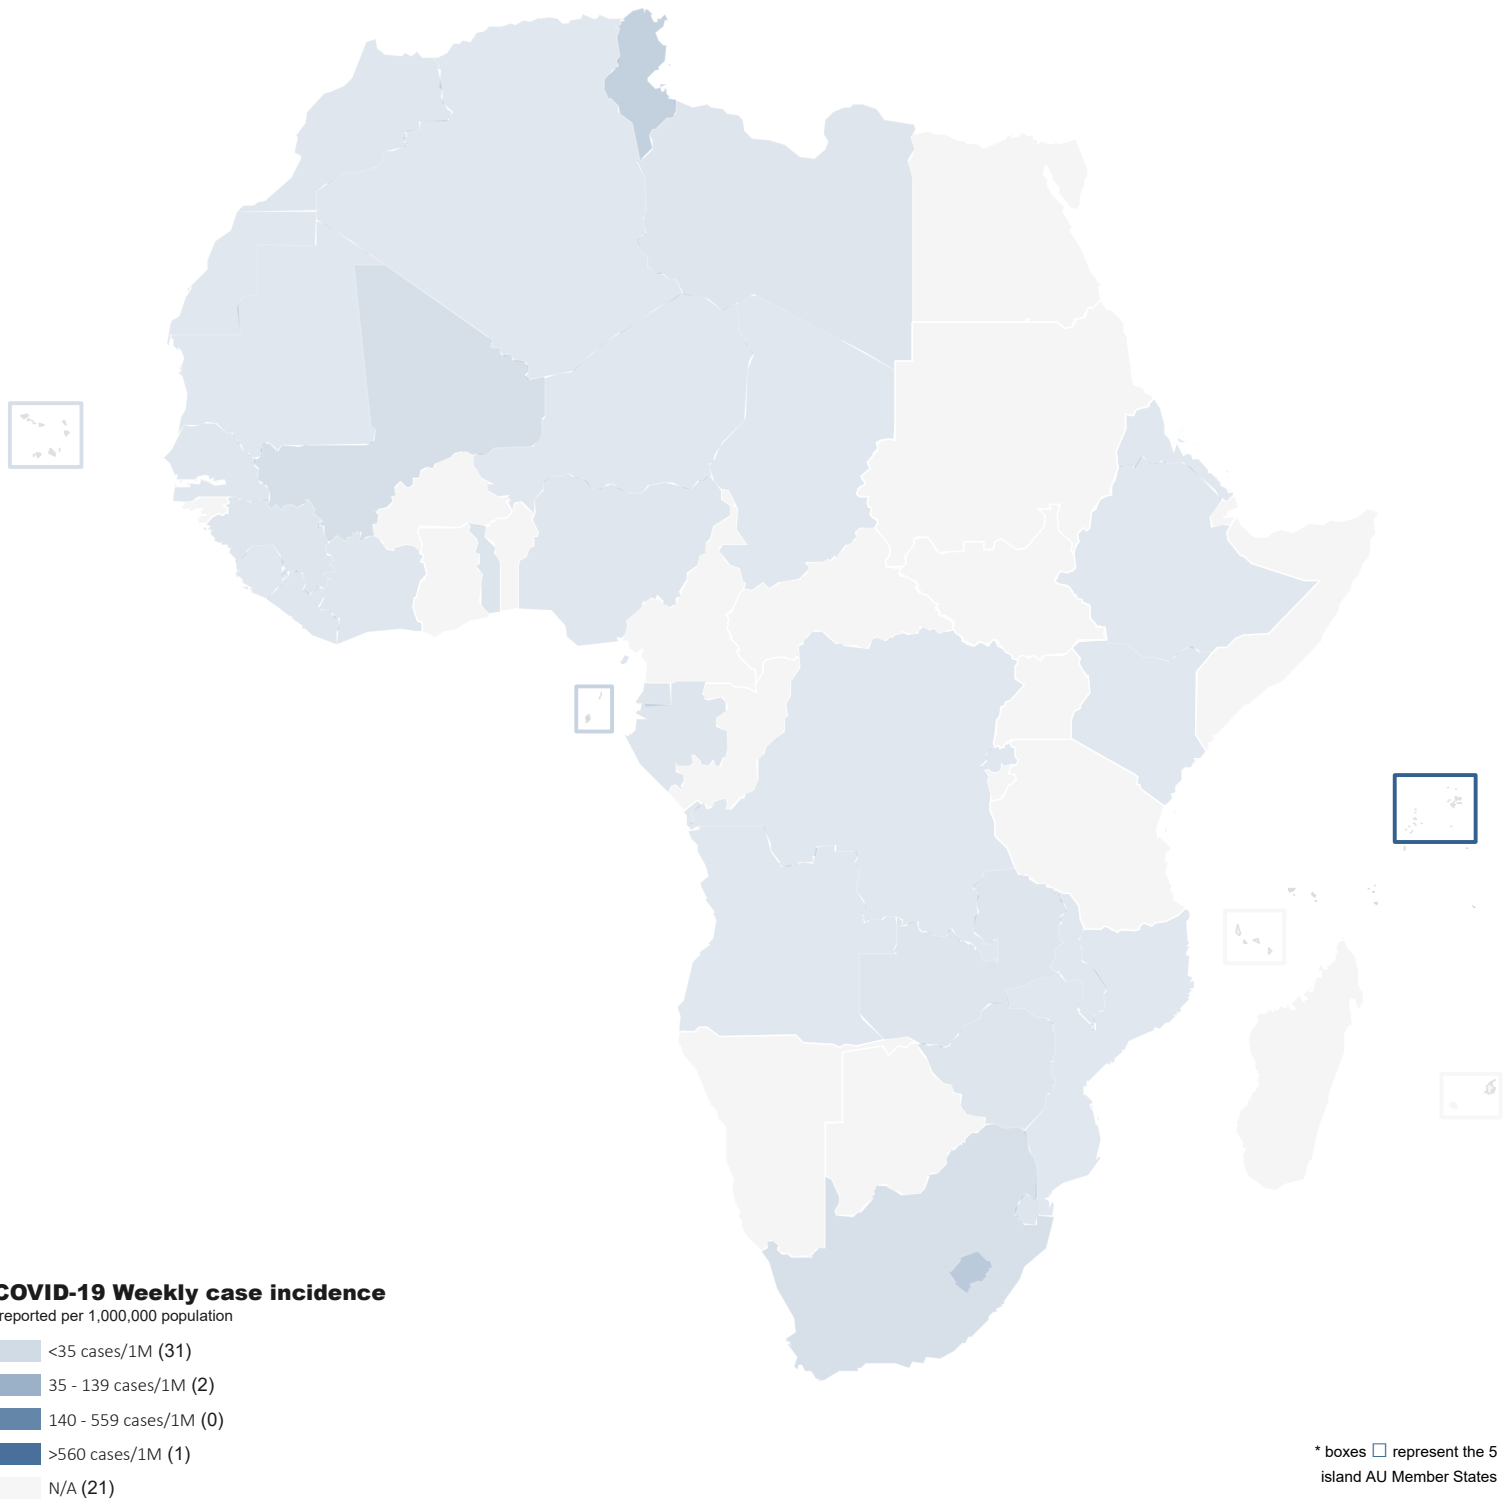 COVID-19 Weekly case incidence
reported per 1,000,000 population
<35 cases/1M (31)
35 - 139 cases/1M (2)
140 - 559 cases/1M (0)
>560 cases/1M (1)
N/A (21)
* boxes □ represent the 5
island AU Member States